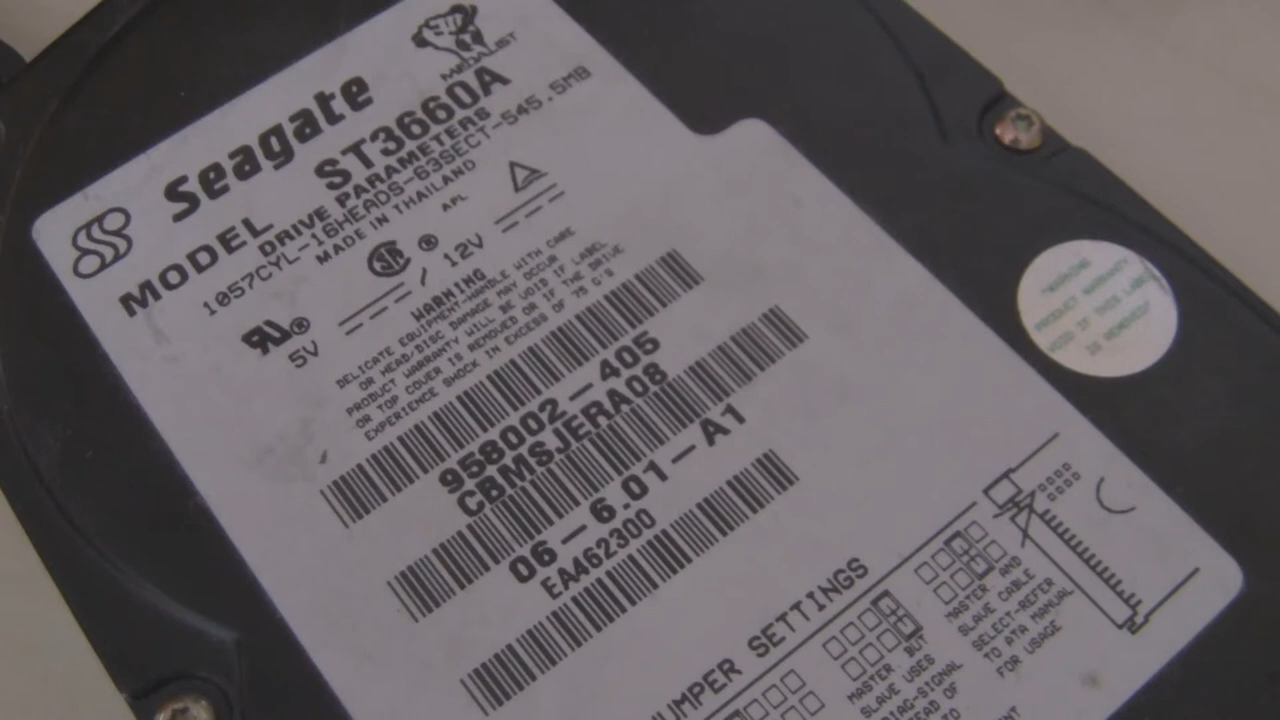 Seagate
MEDALIST
MODEL ST3660A
DRIVE PARAMETERS
1057CYL-16HEADS-63SECT-545.5MB
MADE IN THAILAND
APL
5V
12V
WARNING
DELICATE EQUIPMENT-HANDLE WITH CARE
OR HEAD/DISC DAMAGE MAY OCCUR
PRODUCT WARRANTY WILL BE VOID IF LABEL
OR TOP COVER IS REMOVED OR IF THE DRIVE
EXPERIENCE SHOCK IN EXCESS OF 70 G'S
958002-405
CBMSJERA08
06-6.01-A1
EA462300
"WARNING
PRODUCT WARRANTY
VOID IF THIS LABEL
IS REMOVED"
UMPER SETTINGS
MASTER AND
SLAVE CABLE
SELECT-REFER
TO ATA MANUAL
FOR USAGE
MASTER BUT
SLAVE USES
DIAG-SIGNAL
EAD OF